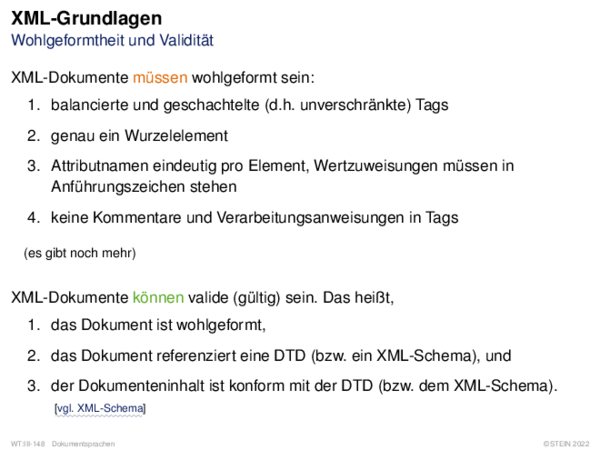 XML-Grundlagen
Wohlgeformtheit und Validität
XML-Dokumente müssen wohlgeformt sein:
1. balancierte und geschachtelte (d.h. unverschränkte) Tags
2. genau ein Wurzelelement
3. Attributnamen eindeutig pro Element, Wertzuweisungen müssen in
Anführungszeichen stehen
4. keine Kommentare und Verarbeitungsanweisungen in Tags
(es gibt noch mehr)
XML-Dokumente können valide (gültig) sein. Das heißt,
1. das Dokument ist wohlgeformt,
2. das Dokument referenziert eine DTD (bzw. ein XML-Schema), und
3. der Dokumenteninhalt ist konform mit der DTD (bzw. dem XML-Schema).
[vgl. XML-Schema]
WT:III-148 Dokumentsprachen
©STEIN 2022